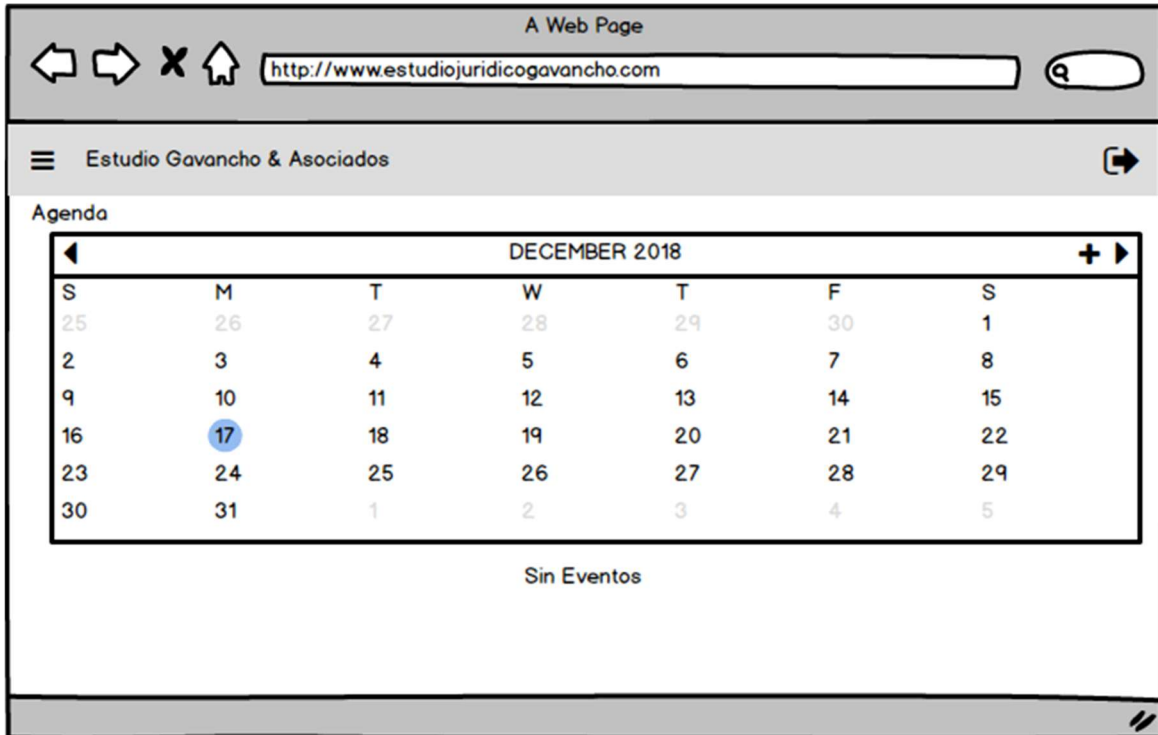 A Web Page
http://www.estudiojuridicogavancho.com
Estudio Gavancho & Asociados
Agenda
DECEMBER 2018
S M T W T F S
25 26 27 28 29 30 1
2 3 4 5 6 7 8
9 10 11 12 13 14 15
16 17 18 19 20 21 22
23 24 25 26 27 28 29
30 31 1 2 3 4 5
Sin Eventos